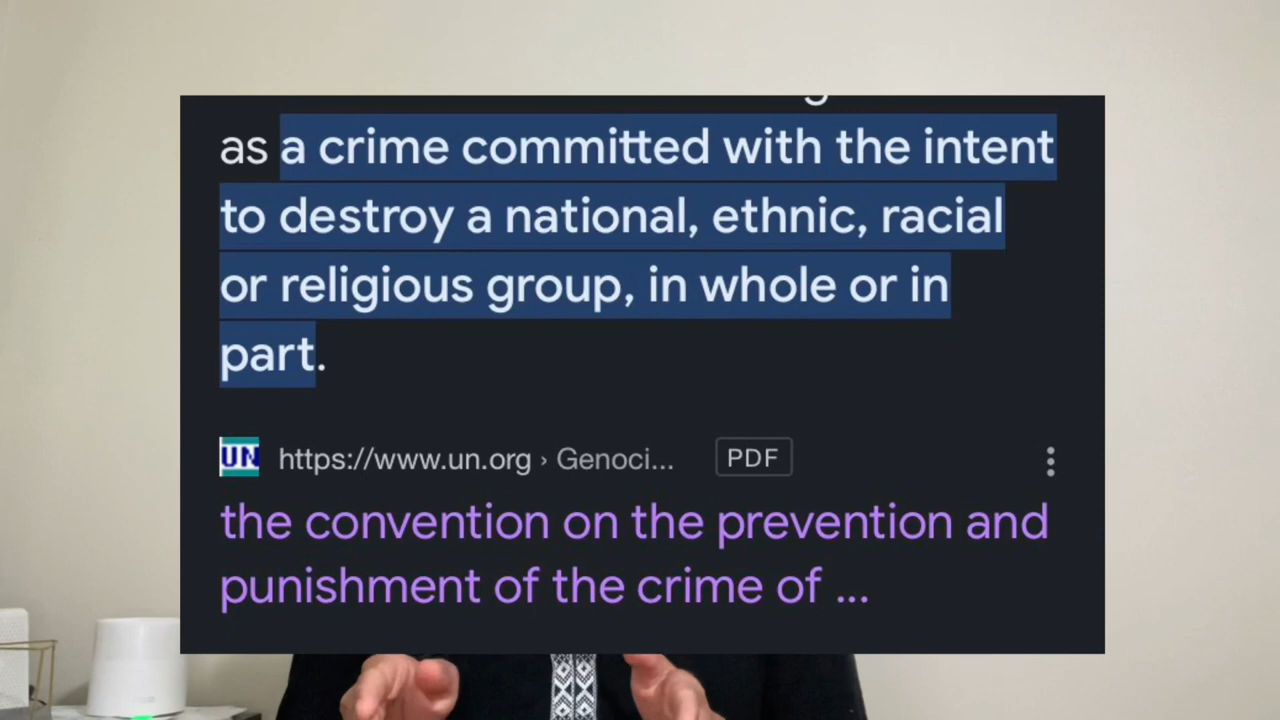 as a crime committed with the intent
to destroy a national, ethnic, racial
or religious group, in whole or in
part.
UN https://www.un.org › Genoci... PDF
the convention on the prevention and
punishment of the crime of ...